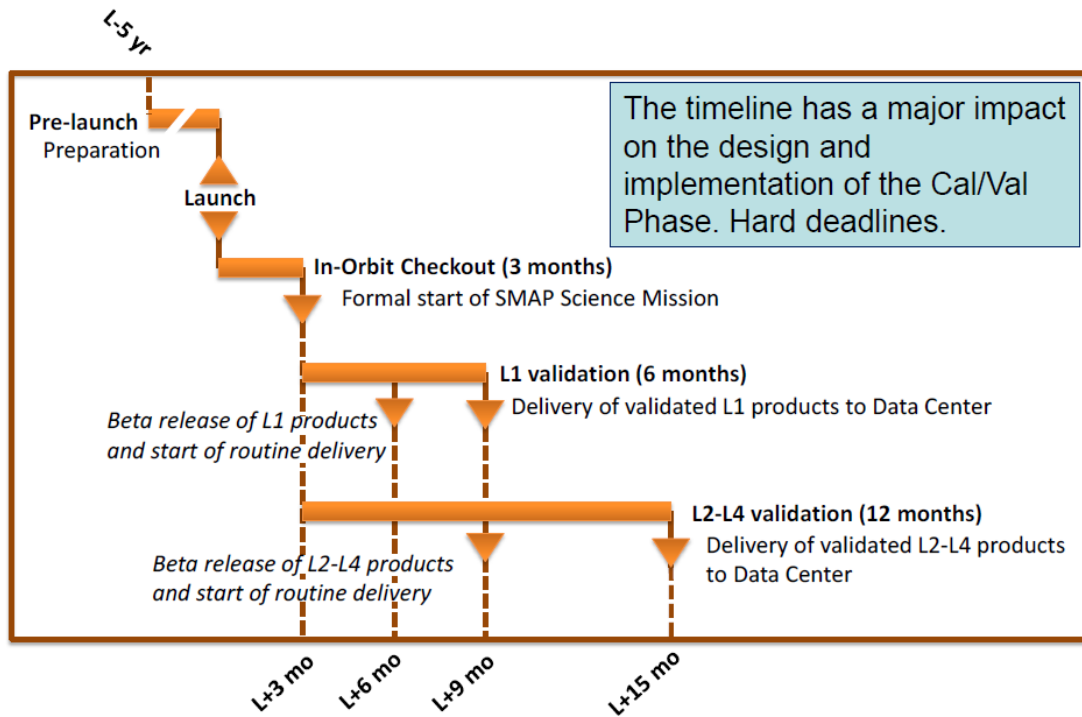 L-5 yr
The timeline has a major impact
on the design and
implementation of the Cal/Val
Phase. Hard deadlines.
Pre-launch
Preparation
Launch
In-Orbit Checkout (3 months)
Formal start of SMAP Science Mission
L1 validation (6 months)
Delivery of validated L1 products to Data Center
Beta release of L1 products
and start of routine delivery
L2-L4 validation (12 months)
Delivery of validated L2-L4 products
to Data Center
Beta release of L2-L4 products
and start of routine delivery
L+3 mo
L+6 mo
L+9 mo
L+15 mo